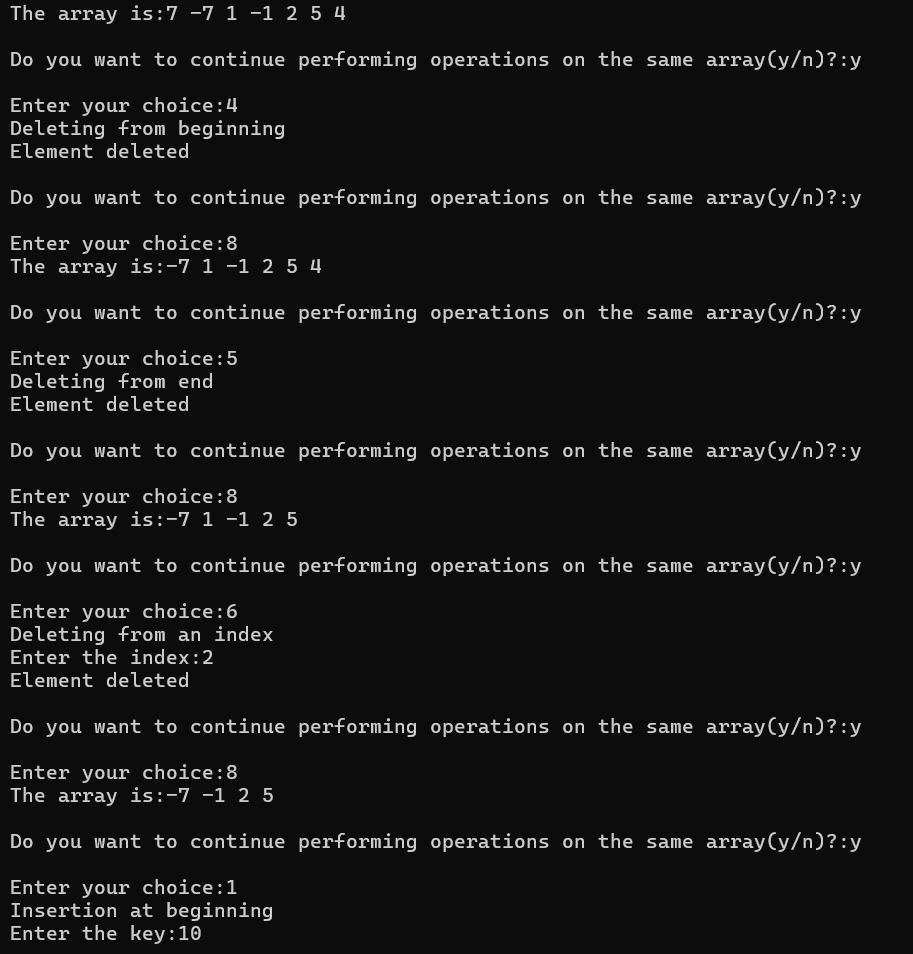 The array is:7 -7 1 -1 2 5 4
Do you want to continue performing operations on the same array(y/n)?:y
Enter your choice:4
Deleting from beginning
Element deleted
Do you want to continue performing operations on the same array(y/n)?:y
Enter your choice:8
The array is:-7 1 -1 2 5 4
Do you want to continue performing operations on the same array(y/n)?:y
Enter your choice:5
Deleting from end
Element deleted
Do you want to continue performing operations on the same array(y/n)?:y
Enter your choice:8
The array is:-7 1 -1 2 5
Do you want to continue performing operations on the same array(y/n)?:y
Enter your choice:6
Deleting from an index
Enter the index:2
Element deleted
Do you want to continue performing operations on the same array(y/n)?:y
Enter your choice:8
The array is:-7 -1 2 5
Do you want to continue performing operations on the same array(y/n)?:y
Enter your choice:1
Insertion at beginning
Enter the key:10